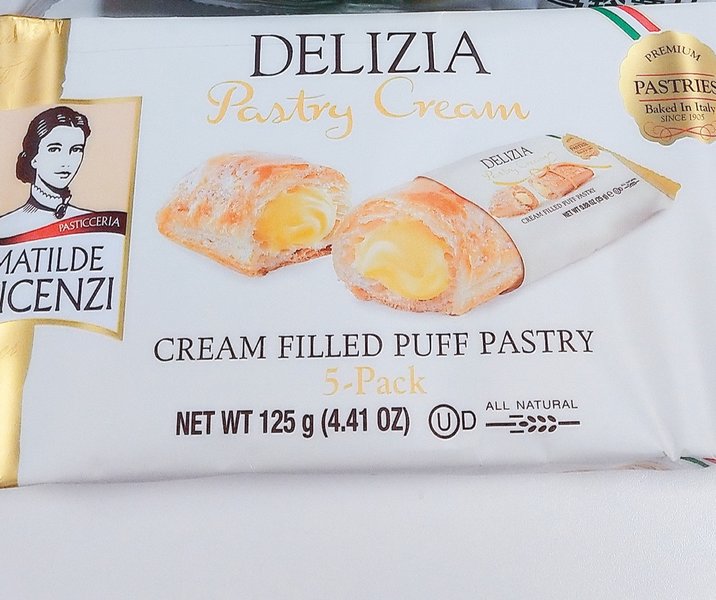 DELIZIA
Pastry Cream
PREMIUM
PASTRIES
Baked In Italy
SINCE 1905
PASTICCERIA
MATILDE
ICENZI
DELIZIA
CREAM FILLED PUFF PASTRY
CREAM FILLED PUFF PASTRY
5-Pack
NET WT 125 g (4.41 OZ) UD ALL NATURAL